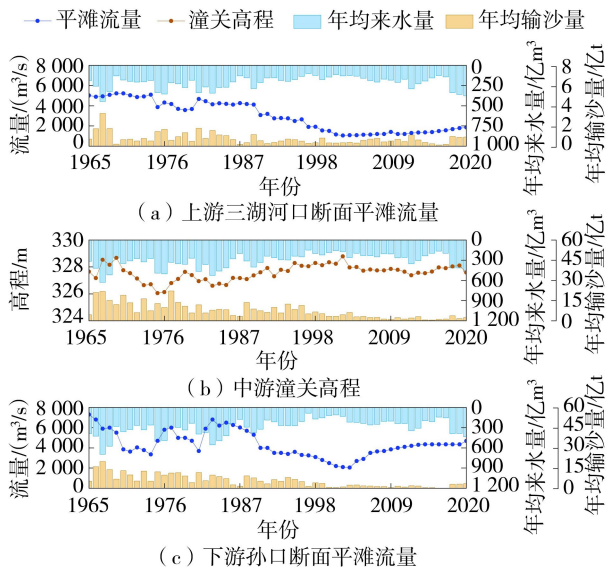 平滩流量 潼关高程 年均来水量 年均输沙量
流量/(m³/s)
8 000
6 000
4 000
2 000
0
0
250
500
750
1 000
年均来水量/亿m³
8
6
4
2
0
年均输沙量/亿t
1965 1976 1987 1998 2009 2020
年份
(a)上游三湖河口断面平滩流量
高程/m
330
328
326
324
0
300
600
900
1 200
年均来水量/亿m³
60
45
30
15
0
年均输沙量/亿t
1965 1976 1987 1998 2009 2020
年份
(b)中游潼关高程
流量/(m³/s)
8 000
6 000
4 000
2 000
0
0
300
600
900
1 200
年均来水量/亿m³
60
45
30
15
0
年均输沙量/亿t
1965 1976 1987 1998 2009 2020
年份
(c)下游孙口断面平滩流量